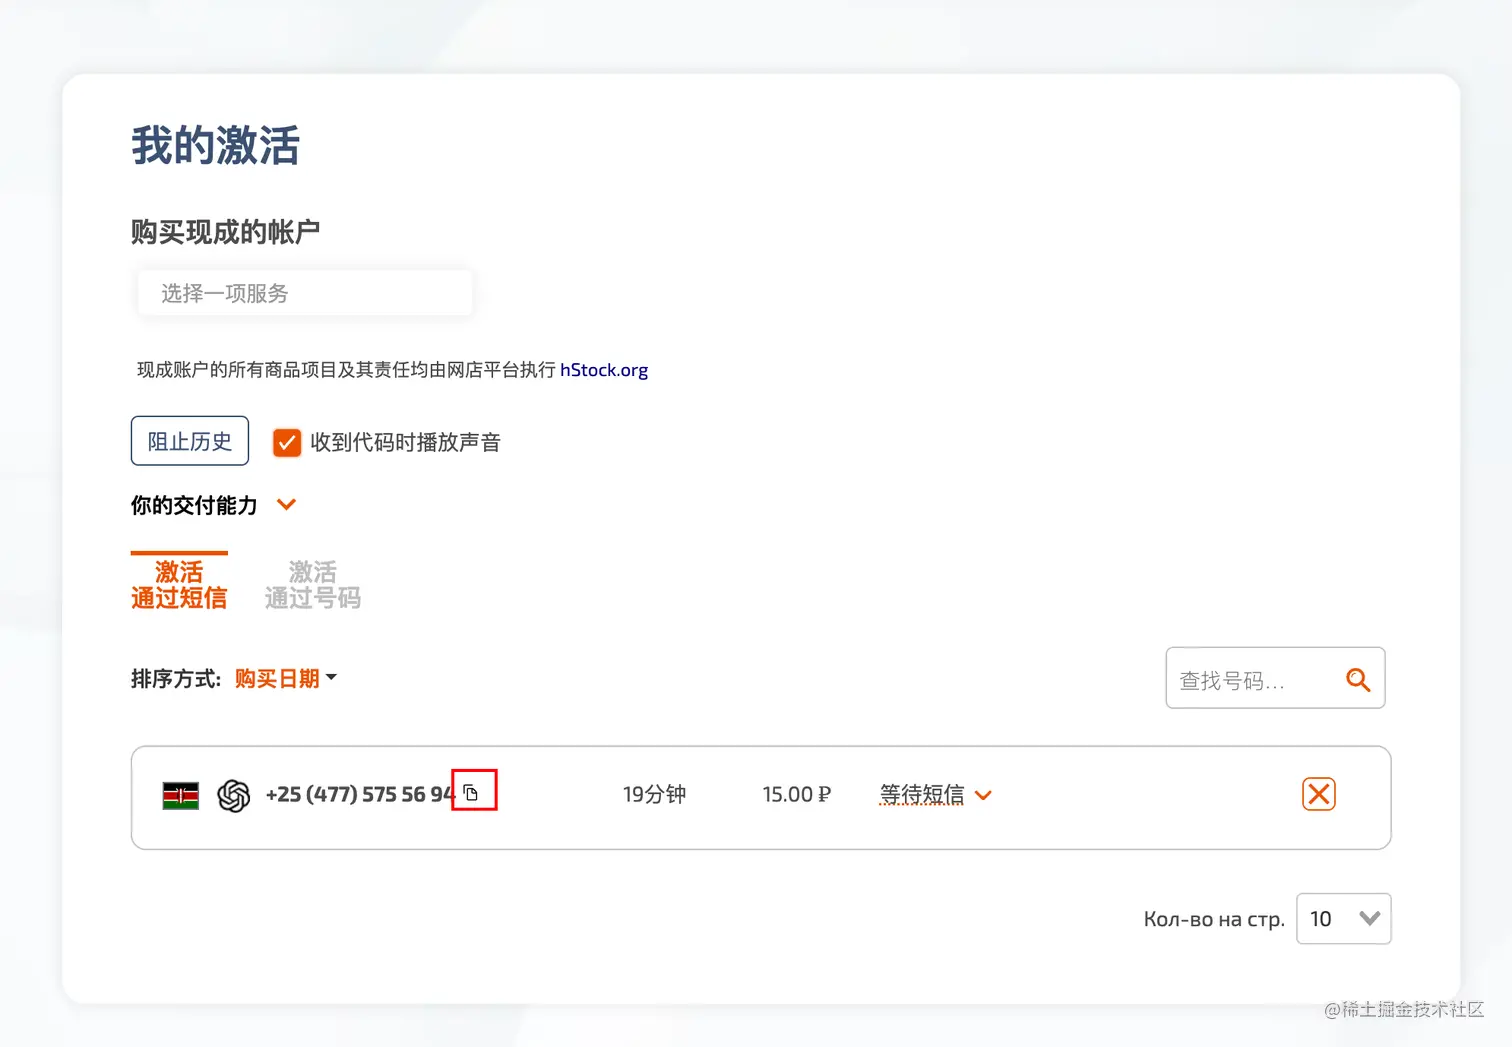 我的激活
购买现成的帐户
选择一项服务
现成账户的所有商品项目及其责任均由网店平台执行 hStock.org
阻止历史 收到代码时播放声音
你的交付能力
激活 激活
通过短信 通过号码
排序方式: 购买日期 查找号码...
+25 (477) 575 56 94 19分钟 15.00 ₽ 等待短信
Кол-во на стр. 10
@稀土掘金技术社区